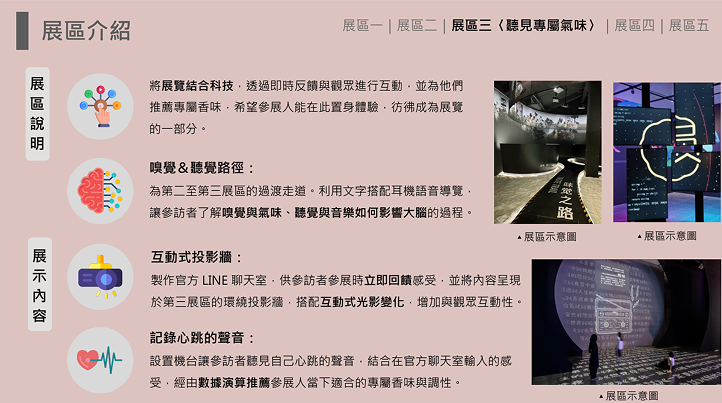 展區介紹
展區一 | 展區二 | 展區三〈聽見專屬氣味〉 | 展區四 | 展區五
展區說明
將展覽結合科技，透過即時反饋與觀眾進行互動，並為他們
推薦專屬香味，希望參展人能在此置身體驗，彷彿成為展覽
的一部分。
嗅覺＆聽覺路徑：
為第二至第三展區的過渡走道。利用文字搭配耳機語音導覽，
讓參訪者了解嗅覺與氣味、聽覺與音樂如何影響大腦的過程。
展示內容
互動式投影牆：
製作官方 LINE 聊天室，供參訪者參展時立即回饋感受，並將內容呈現
於第三展區的環繞投影牆，搭配互動式光影變化，增加與觀眾互動性。
記錄心跳的聲音：
設置機台讓參訪者聽見自己心跳的聲音，結合在官方聊天室輸入的感
受，經由數據演算推薦參展人當下適合的專屬香味與調性。
味覺之路
▲展區示意圖
▲展區示意圖
▲展區示意圖